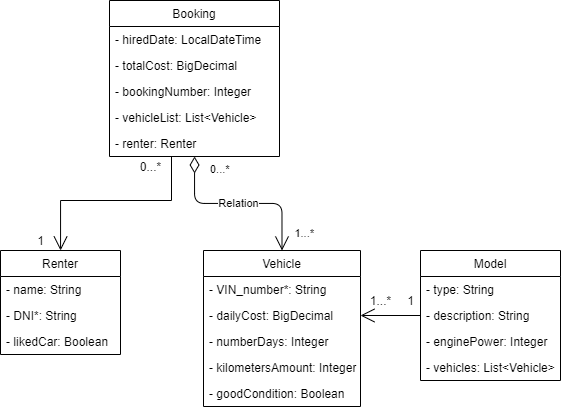 Booking
- hiredDate: LocalDateTime
- totalCost: BigDecimal
- bookingNumber: Integer
- vehicleList: List<Vehicle>
- renter: Renter
0...*
0...*
Relation
1
1...*
Renter
- name: String
- DNI*: String
- likedCar: Boolean
Vehicle
- VIN_number*: String
- dailyCost: BigDecimal
- numberDays: Integer
- kilometersAmount: Integer
- goodCondition: Boolean
1...*
1
Model
- type: String
- description: String
- enginePower: Integer
- vehicles: List<Vehicle>